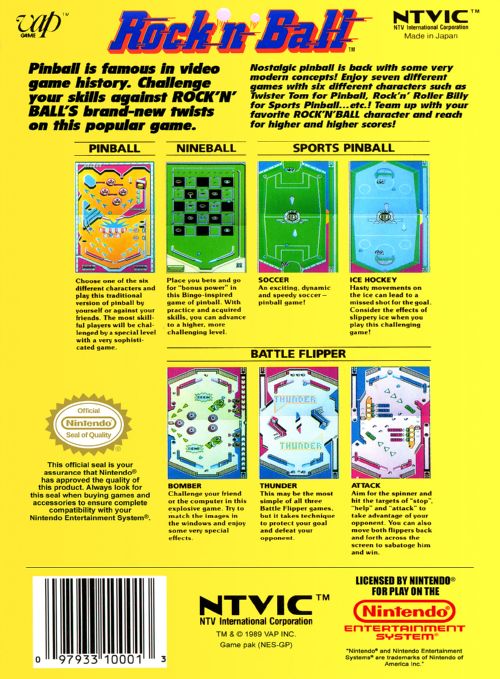 vap™
GAME
Rock'n'Ball™
NTVIC™
NTV International Corporation
Made in Japan
Pinball is famous in video
game history. Challenge
your skills against ROCK'N'
BALL'S brand-new twists
on this popular game.
Nostalgic pinball is back with some very
modern concepts! Enjoy seven different
games with six different characters such as
Twister Tom for Pinball, Rock'n' Roller Billy
for Sports Pinball...etc.! Team up with your
favorite ROCK'N'BALL character and reach
for higher and higher scores!
PINBALL
NINEBALL
SPORTS PINBALL
Choose one of the six
different characters and
play this traditional
version of pinball by
yourself or against your
friends. The most skill-
ful players will be chal-
lenged by a special level
with a very sophisti-
cated game.
Place you bets and go
for "bonus power" in
this Bingo-inspired
game of pinball. With
practice and acquired
skills, you can advance
to a higher, more
challenging level.
SOCCER
An exciting, dynamic
and speedy soccer—
pinball game!
ICE HOCKEY
Hasty movements on
the ice can lead to a
missed shot for the goal.
Consider the effects of
slippery ice when you
play this challenging
game!
BATTLE FLIPPER
THUNDER
THUNDER
BOMBER
Challenge your friend
or the computer in this
explosive game. Try to
match the images in
the windows and enjoy
some very special
effects.
THUNDER
This may be the most
simple of all three
Battle Flipper games,
but it takes technique
to protect your goal
and defeat your
opponent.
ATTACK
Aim for the spinner and
hit the targets of "stop",
"help" and "attack" to
take advantage of your
opponent. You can also
move both flippers back
and forth across the
screen to sabotage him
and win.
Official
Nintendo®
Seal of Quality
This official seal is your
assurance that Nintendo®
has approved the quality of
this product. Always look for
this seal when buying games and
accessories to ensure complete
compatibility with your
Nintendo Entertainment System®.
0 97933 10001 3
NTVIC™
NTV International Corporation
TM & © 1989 VAP INC.
Game pak (NES-GP)
LICENSED BY NINTENDO®
FOR PLAY ON THE
Nintendo®
ENTERTAINMENT
SYSTEM®
"Nintendo" and Nintendo Entertainment
Systems® are trademarks of Nintendo of
America Inc."